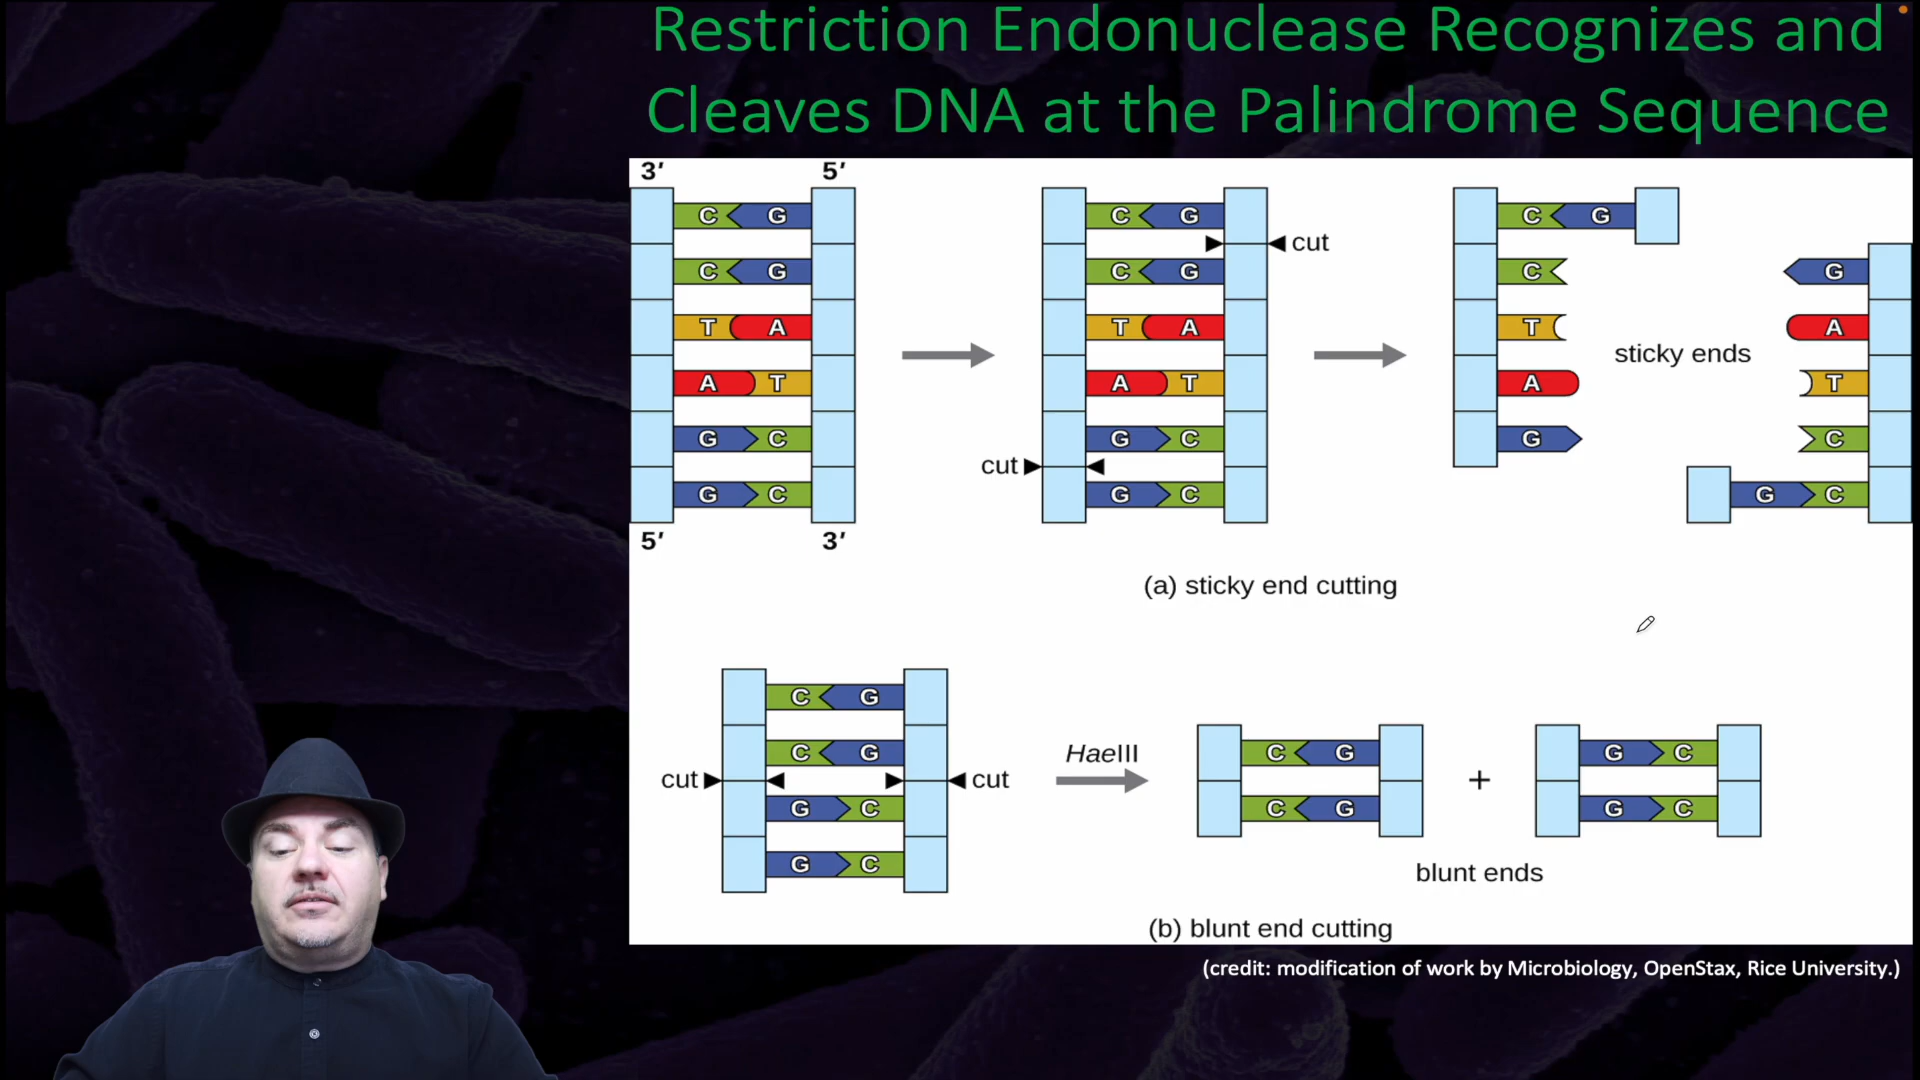 Restriction Endonuclease Recognizes and
Cleaves DNA at the Palindrome Sequence
3′ 5′
C G
C G
T A
A T
G C
G C
5′ 3′
C G
cut
C G
T A
A T
G C
cut
G C
C G
C G
T A
sticky ends
A T
G C
G C
(a) sticky end cutting
C G
C G
cut cut
G C
G C
HaeIII
C G
C G
+
G C
G C
blunt ends
(b) blunt end cutting
(credit: modification of work by Microbiology, OpenStax, Rice University.)